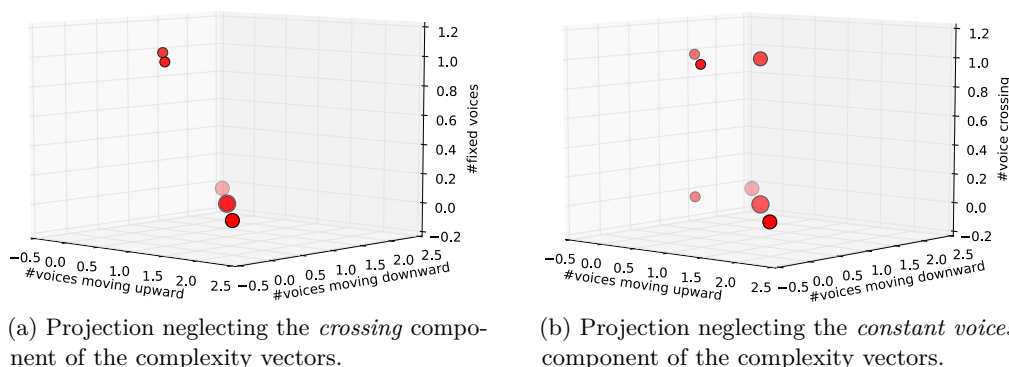 1.2
1.0
0.8
0.6
0.4
0.2
0.0
−0.2
#fixed voices
−0.5 0.0 0.5 1.0 1.5 2.0 2.5
#voices moving upward
−0.5 0.0 0.5 1.0 1.5 2.0 2.5
#voices moving downward
(a) Projection neglecting the crossing compo-
nent of the complexity vectors.
1.2
1.0
0.8
0.6
0.4
0.2
0.0
−0.2
#voice crossing
−0.5 0.0 0.5 1.0 1.5 2.0 2.5
#voices moving upward
−0.5 0.0 0.5 1.0 1.5 2.0 2.5
#voices moving downward
(b) Projection neglecting the constant voices
component of the complexity vectors.